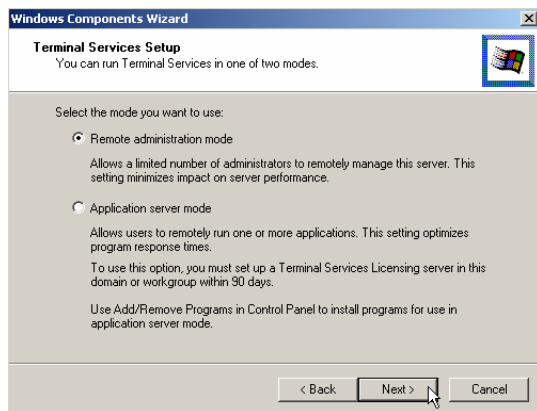 Windows Components Wizard
Terminal Services Setup
You can run Terminal Services in one of two modes.
Select the mode you want to use:
Remote administration mode
Allows a limited number of administrators to remotely manage this server. This
setting minimizes impact on server performance.
Application server mode
Allows users to remotely run one or more applications. This setting optimizes
program response times.
To use this option, you must set up a Terminal Services Licensing server in this
domain or workgroup within 90 days.
Use Add/Remove Programs in Control Panel to install programs for use in
application server mode.
< Back Next > Cancel